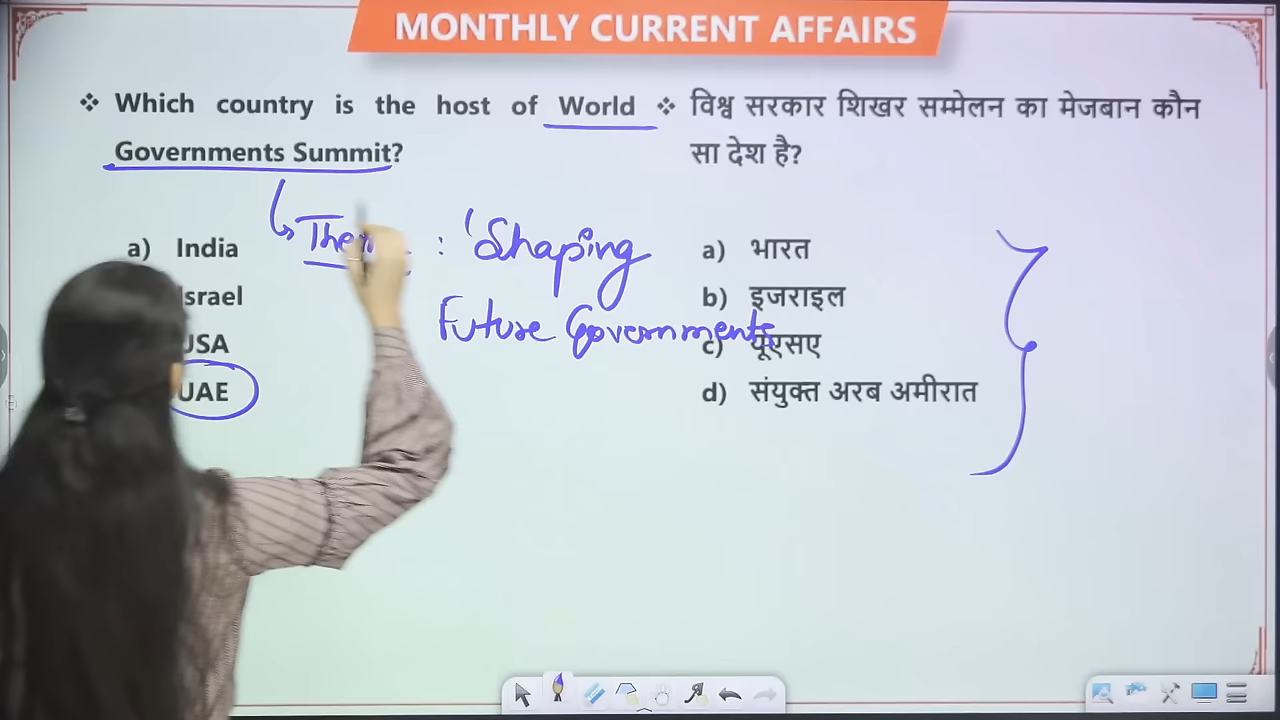 MONTHLY CURRENT AFFAIRS
❖ Which country is the host of World
Governments Summit?
a) India
Israel
USA
UAE
: 'Shaping
Future Governments
❖ विश्व सरकार शिखर सम्मेलन का मेजबान कौन
सा देश है?
a) भारत
b) इजराइल
c) यूएसए
d) संयुक्त अरब अमीरात